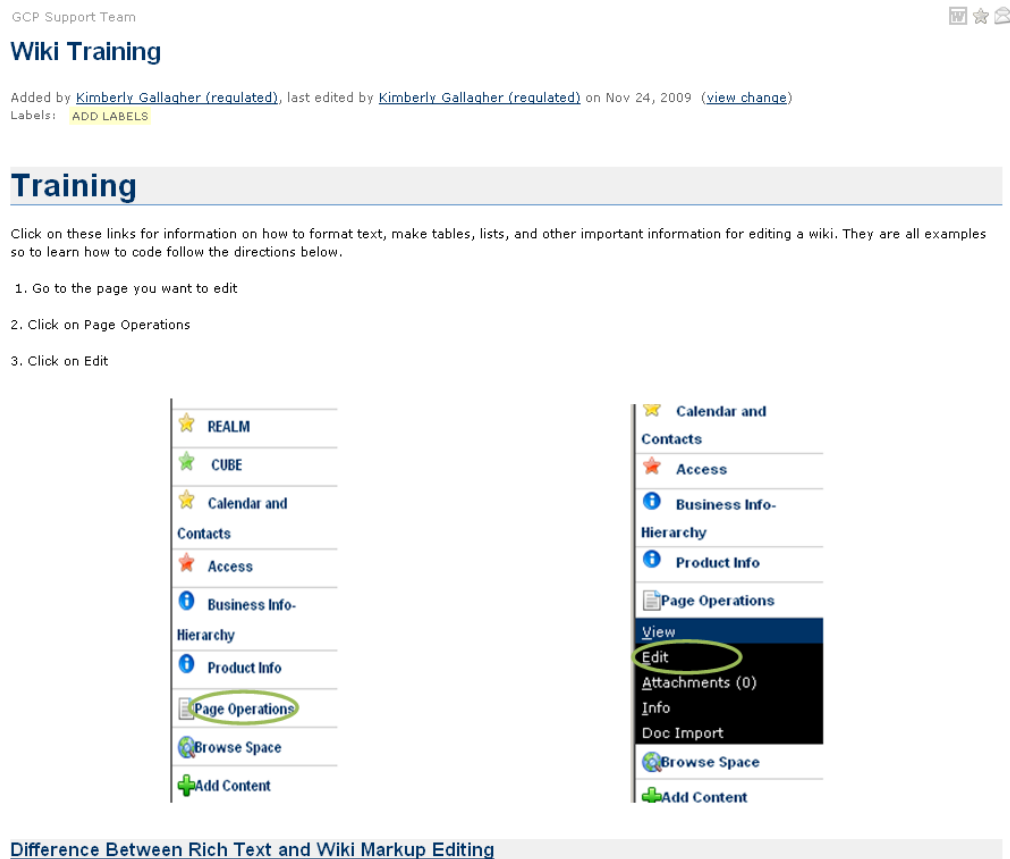 GCP Support Team
Wiki Training
Added by Kimberly Gallagher (regulated), last edited by Kimberly Gallagher (regulated) on Nov 24, 2009 (view change)
Labels: ADD LABELS
Training
Click on these links for information on how to format text, make tables, lists, and other important information for editing a wiki. They are all examples
so to learn how to code follow the directions below.
1. Go to the page you want to edit
2. Click on Page Operations
3. Click on Edit
REALM
CUBE
Calendar and
Contacts
Access
Business Info-
Hierarchy
Product Info
Page Operations
Browse Space
Add Content
Calendar and
Contacts
Access
Business Info-
Hierarchy
Product Info
Page Operations
View
Edit
Attachments (0)
Info
Doc Import
Browse Space
Add Content
Difference Between Rich Text and Wiki Markup Editing